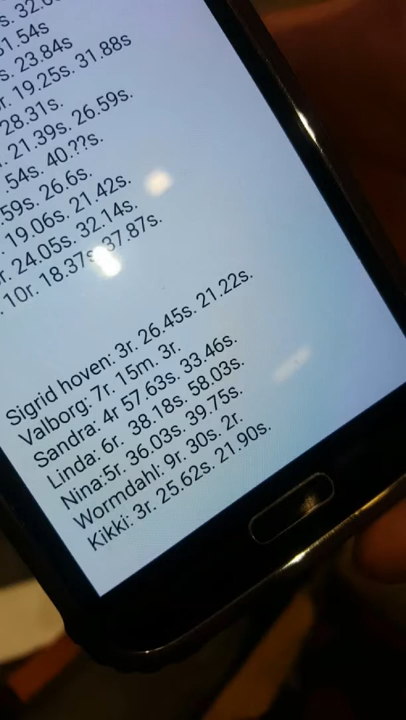 s. 32.0
31.54s
s. 23.84s
r. 19.25s. 31.88s
28.31s.
. 21.39s. 26.59s.
.54s. 40.??s.
.59s. 26.6s.
. 19.06s. 21.42s.
r. 24.05s. 32.14s.
. 10r. 18.37s. 37.87s.
Sigrid hoven: 3r. 26.45s. 21.22s.
Valborg: 7r. 15m. 3r.
Sandra: 4r 57.63s. 33.46s.
Linda: 6r. 38.18s. 58.03s.
Nina:5r. 36.03s. 39.75s.
Wormdahl: 9r. 30s. 2r.
Kikki: 3r. 25.62s. 21.90s.